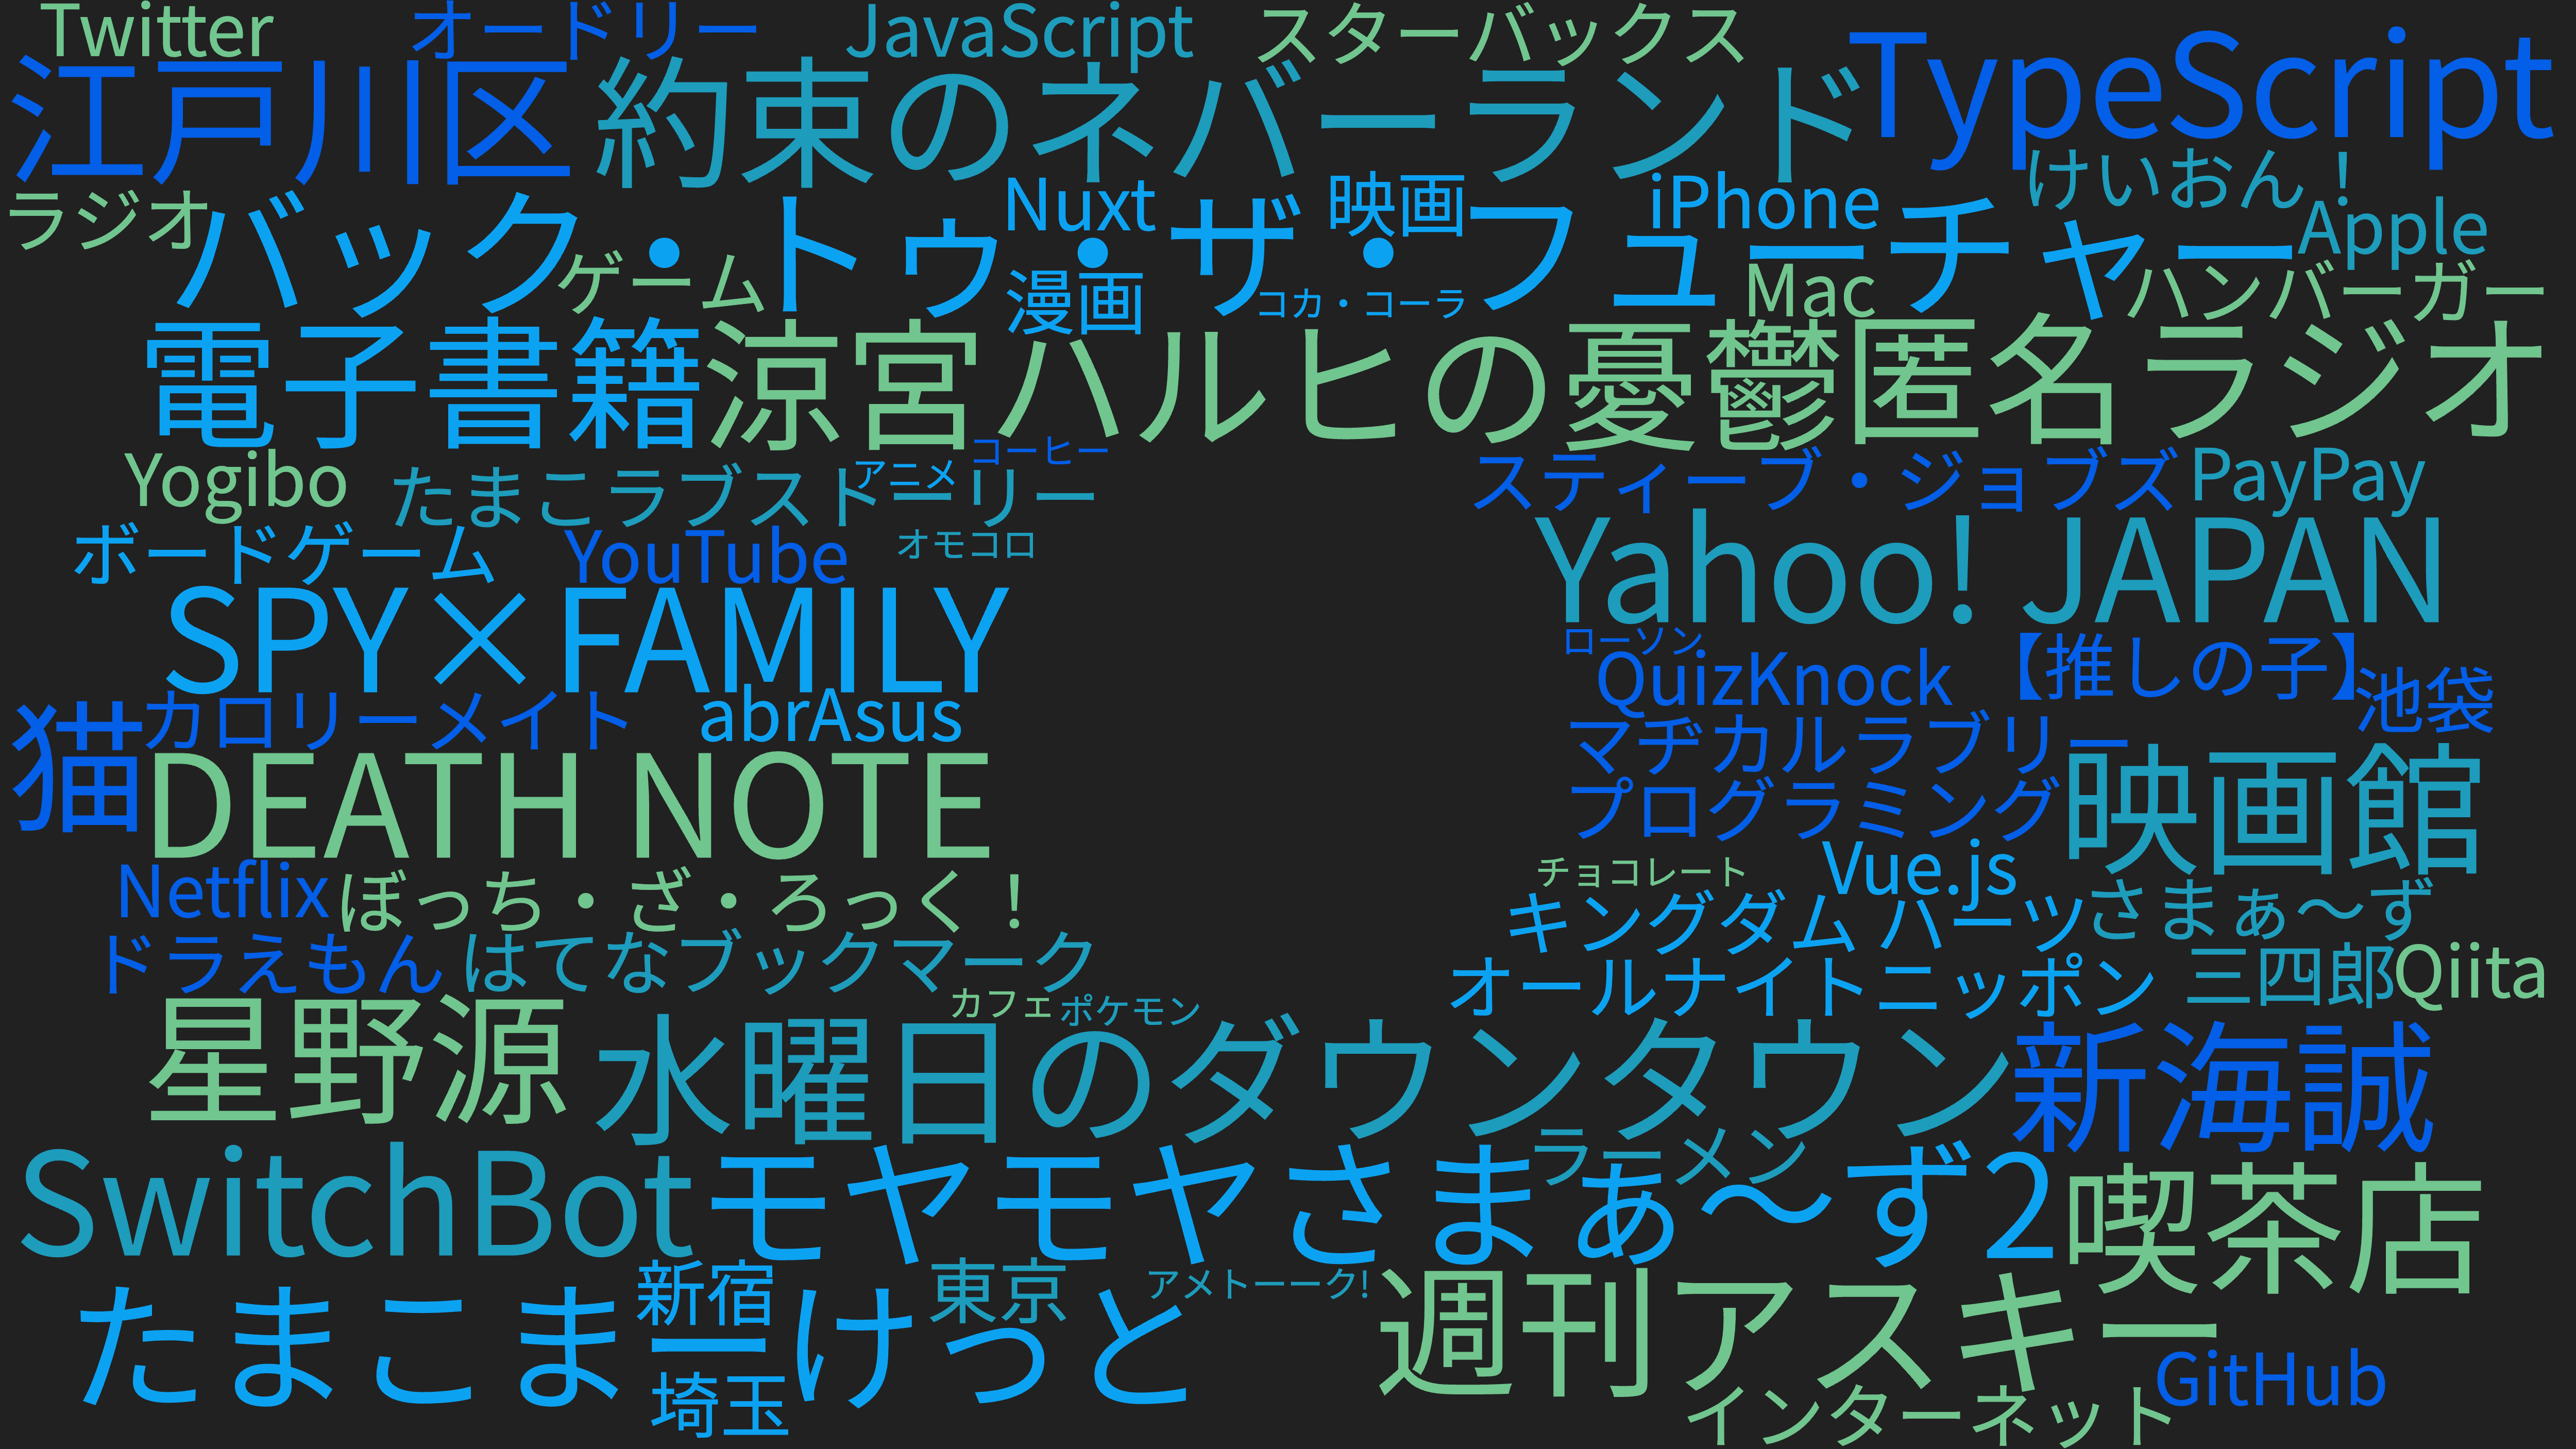 Twitter
オードリー
JavaScript
スターバックス
TypeScript
江戸川区
約束のネバーランド
けいおん！
ラジオ
Nuxt
映画
iPhone
Apple
バック・トゥ・ザ・フューチャー
ゲーム
漫画
コカ・コーラ
Mac
ハンバーガー
電子書籍
涼宮ハルヒの憂鬱
匿名ラジオ
Yogibo
たまこラブストーリー
アニメ
コーヒー
スティーブ・ジョブズ
PayPay
ボードゲーム
YouTube
オモコロ
Yahoo! JAPAN
SPY×FAMILY
ローソン
QuizKnock
【推しの子】
池袋
猫
カロリーメイト
abrAsus
マヂカルラブリー
DEATH NOTE
プログラミング
映画館
Netflix
ぼっち・ざ・ろっく！
チョコレート
Vue.js
キングダム ハーツ
さまぁ〜ず
ドラえもん
はてなブックマーク
オールナイトニッポン
三四郎
Qiita
カフェ
ポケモン
星野源
水曜日のダウンタウン
新海誠
ラーメン
SwitchBot
モヤモヤさまぁ〜ず2
喫茶店
新宿
東京
アメトーーク!
たまこまーけっと
週刊アスキー
埼玉
GitHub
インターネット